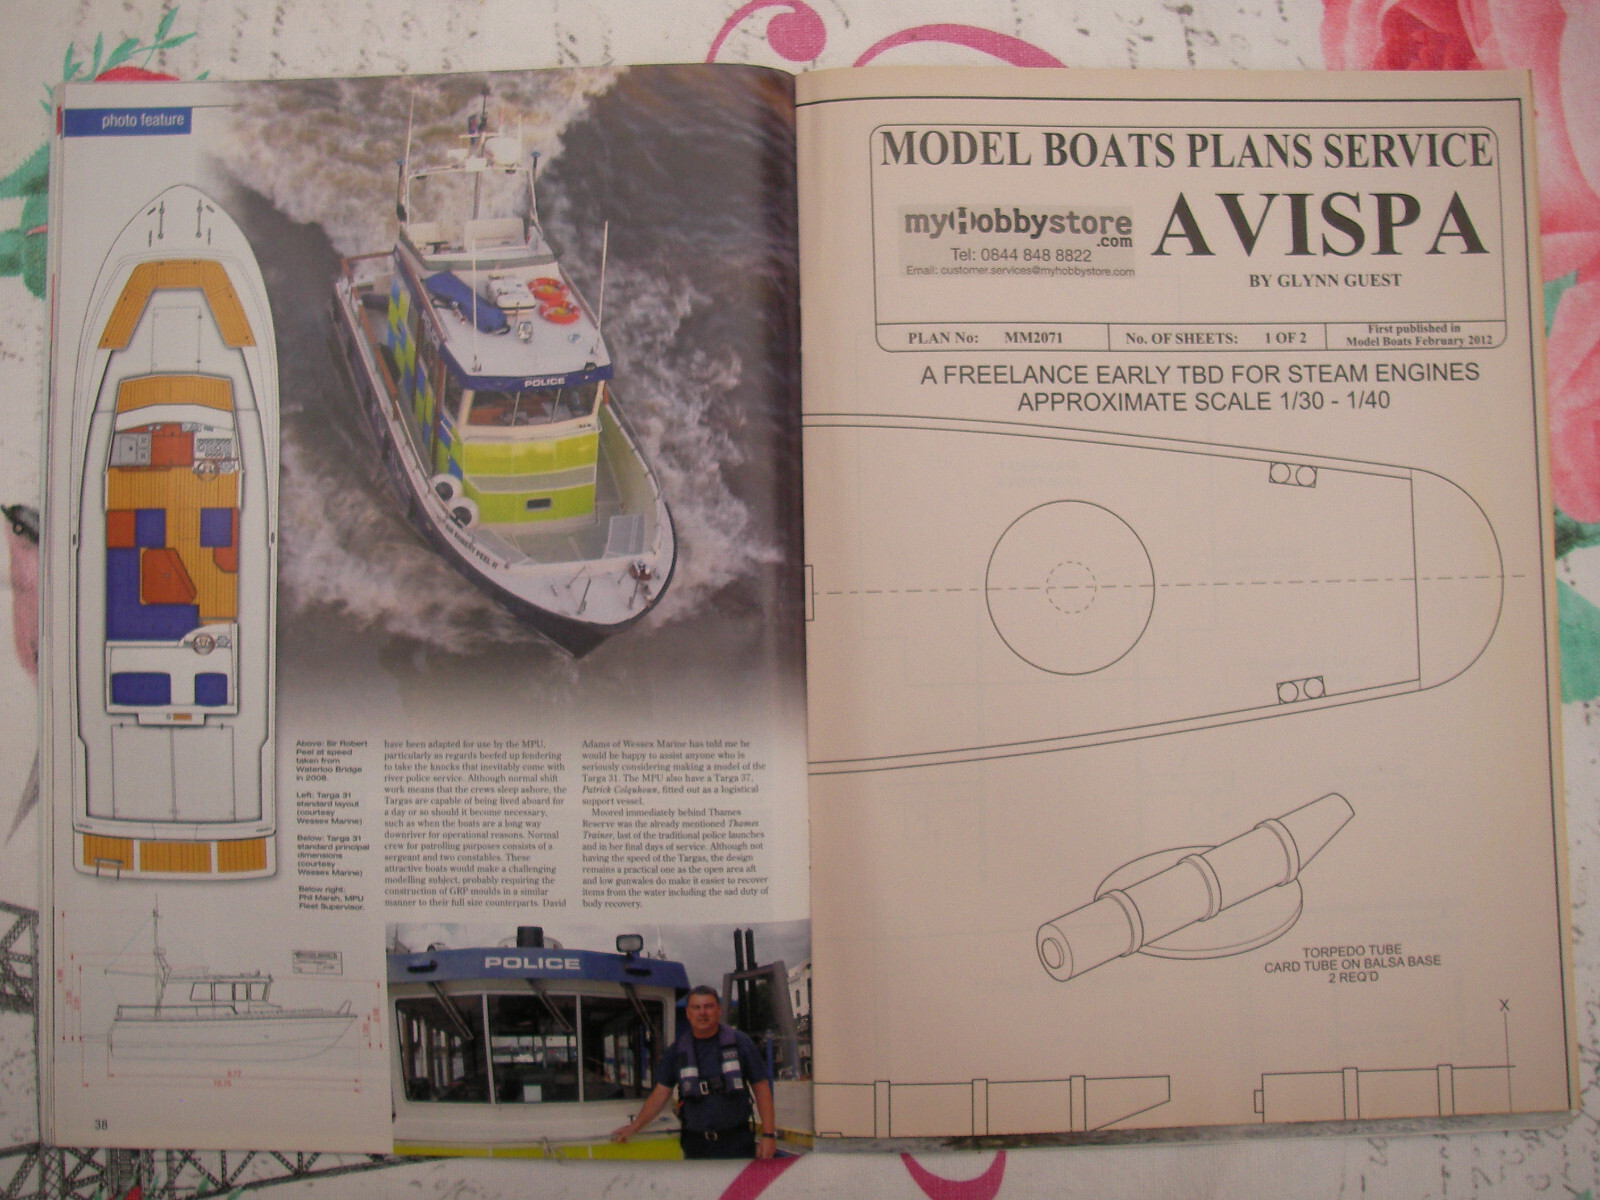 photo feature
POLICE
SIR ROBERT PEEL II
Above: Sir Robert
Peel at speed
taken from
Waterloo Bridge
in 2008.
Left: Targa 31
standard layout
(courtesy
Wessex Marine)
Below: Targa 31
standard principal
dimensions
(courtesy
Wessex Marine)
Below right:
Phil Marsh, MPU
Fleet Supervisor.
have been adapted for use by the MPU,
particularly as regards beefed up fendering
to take the knocks that inevitably come with
river police service. Although normal shift
work means that the crews sleep ashore, the
Targas are capable of being lived aboard for
a day or so should it become necessary,
such as when the boats are a long way
downriver for operational reasons. Normal
crew for patrolling purposes consists of a
sergeant and two constables. These
attractive boats would make a challenging
modelling subject, probably requiring the
construction of GRP moulds in a similar
manner to their full size counterparts. David
Adams of Wessex Marine has told me he
would be happy to assist anyone who is
seriously considering making a model of the
Targa 31. The MPU also have a Targa 37,
Patrick Colquhoun, fitted out as a logistical
support vessel.
Moored immediately behind Thames
Reserve was the already mentioned Thames
Trainer, last of the traditional police launches
and in her final days of service. Although not
having the speed of the Targas, the design
remains a practical one as the open area aft
and low gunwales do make it easier to recover
items from the water including the sad duty of
body recovery.
POLICE
38
MODEL BOATS PLANS SERVICE
myHobbystore
.com
Tel: 0844 848 8822
Email: customer.services@myhobbystore.com
AVISPA
BY GLYNN GUEST
PLAN No: MM2071
No. OF SHEETS: 1 OF 2
First published in
Model Boats February 2012
A FREELANCE EARLY TBD FOR STEAM ENGINES
APPROXIMATE SCALE 1/30 - 1/40
TORPEDO TUBE
CARD TUBE ON BALSA BASE
2 REQ'D
X